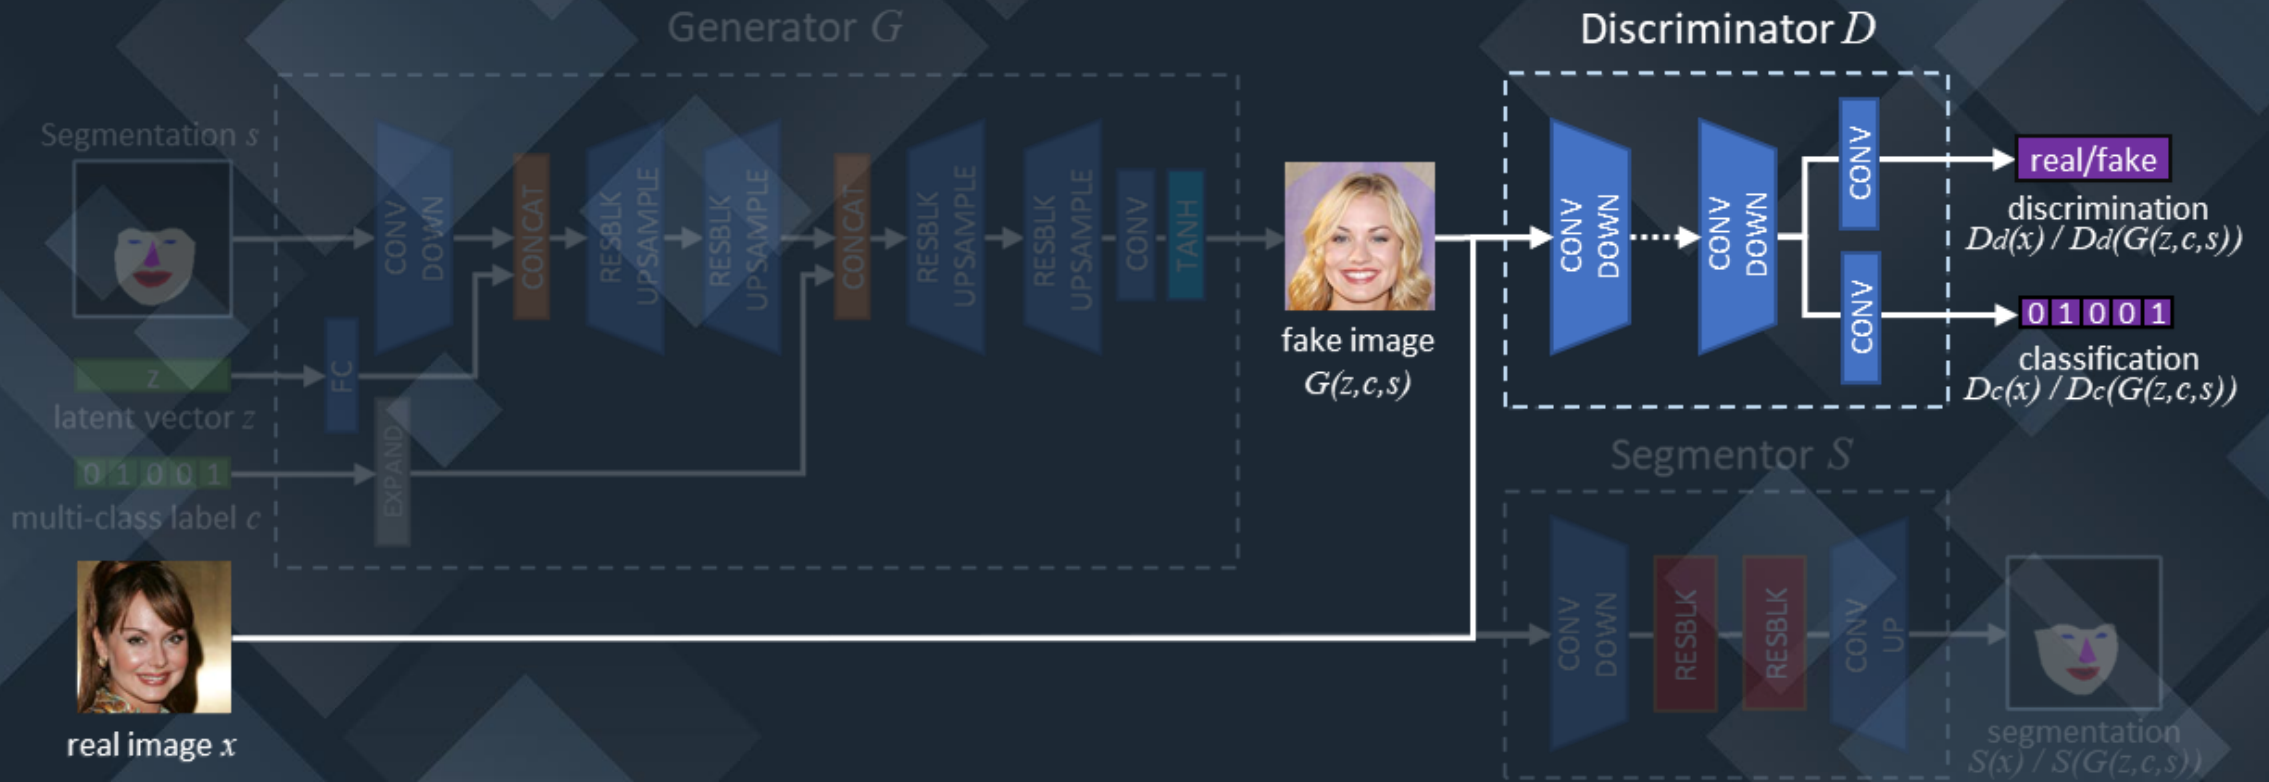 Generator G
Discriminator D
Segmentation s
CONV
DOWN
CONCAT
RESBLK
UPSAMPLE
RESBLK
UPSAMPLE
CONCAT
RESBLK
UPSAMPLE
RESBLK
UPSAMPLE
CONV
TANH
FC
z
latent vector z
0 1 0 0 1
multi-class label c
EXPAND
real image x
fake image
G(z,c,s)
CONV
DOWN
CONV
DOWN
CONV
CONV
real/fake
discrimination
Dd(x) / Dd(G(z,c,s))
0 1 0 0 1
classification
Dc(x) / Dc(G(z,c,s))
Segmentor S
CONV
DOWN
RESBLK
RESBLK
CONV
UP
segmentation
S(x) / S(G(z,c,s))